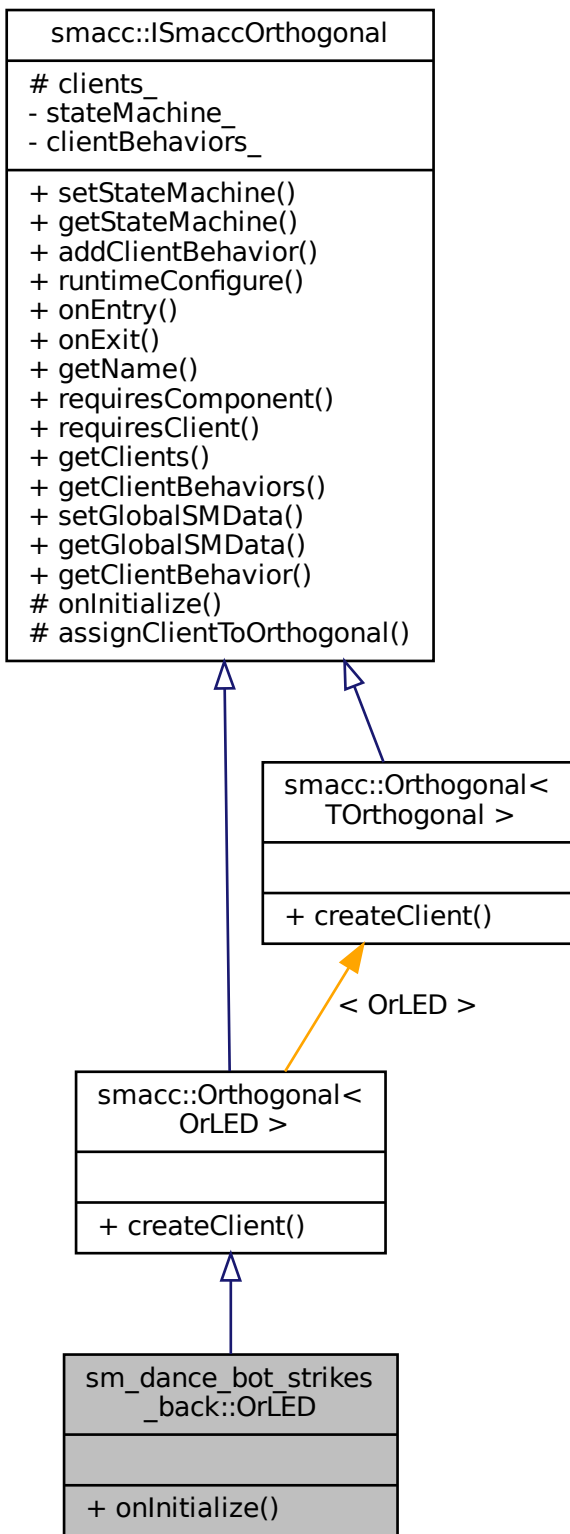 smacc::ISmaccOrthogonal
# clients_
- stateMachine_
- clientBehaviors_
+ setStateMachine()
+ getStateMachine()
+ addClientBehavior()
+ runtimeConfigure()
+ onEntry()
+ onExit()
+ getName()
+ requiresComponent()
+ requiresClient()
+ getClients()
+ getClientBehaviors()
+ setGlobalSMData()
+ getGlobalSMData()
+ getClientBehavior()
# onInitialize()
# assignClientToOrthogonal()
smacc::Orthogonal<
TOrthogonal >
+ createClient()
< OrLED >
smacc::Orthogonal<
OrLED >
+ createClient()
sm_dance_bot_strikes
_back::OrLED
+ onInitialize()